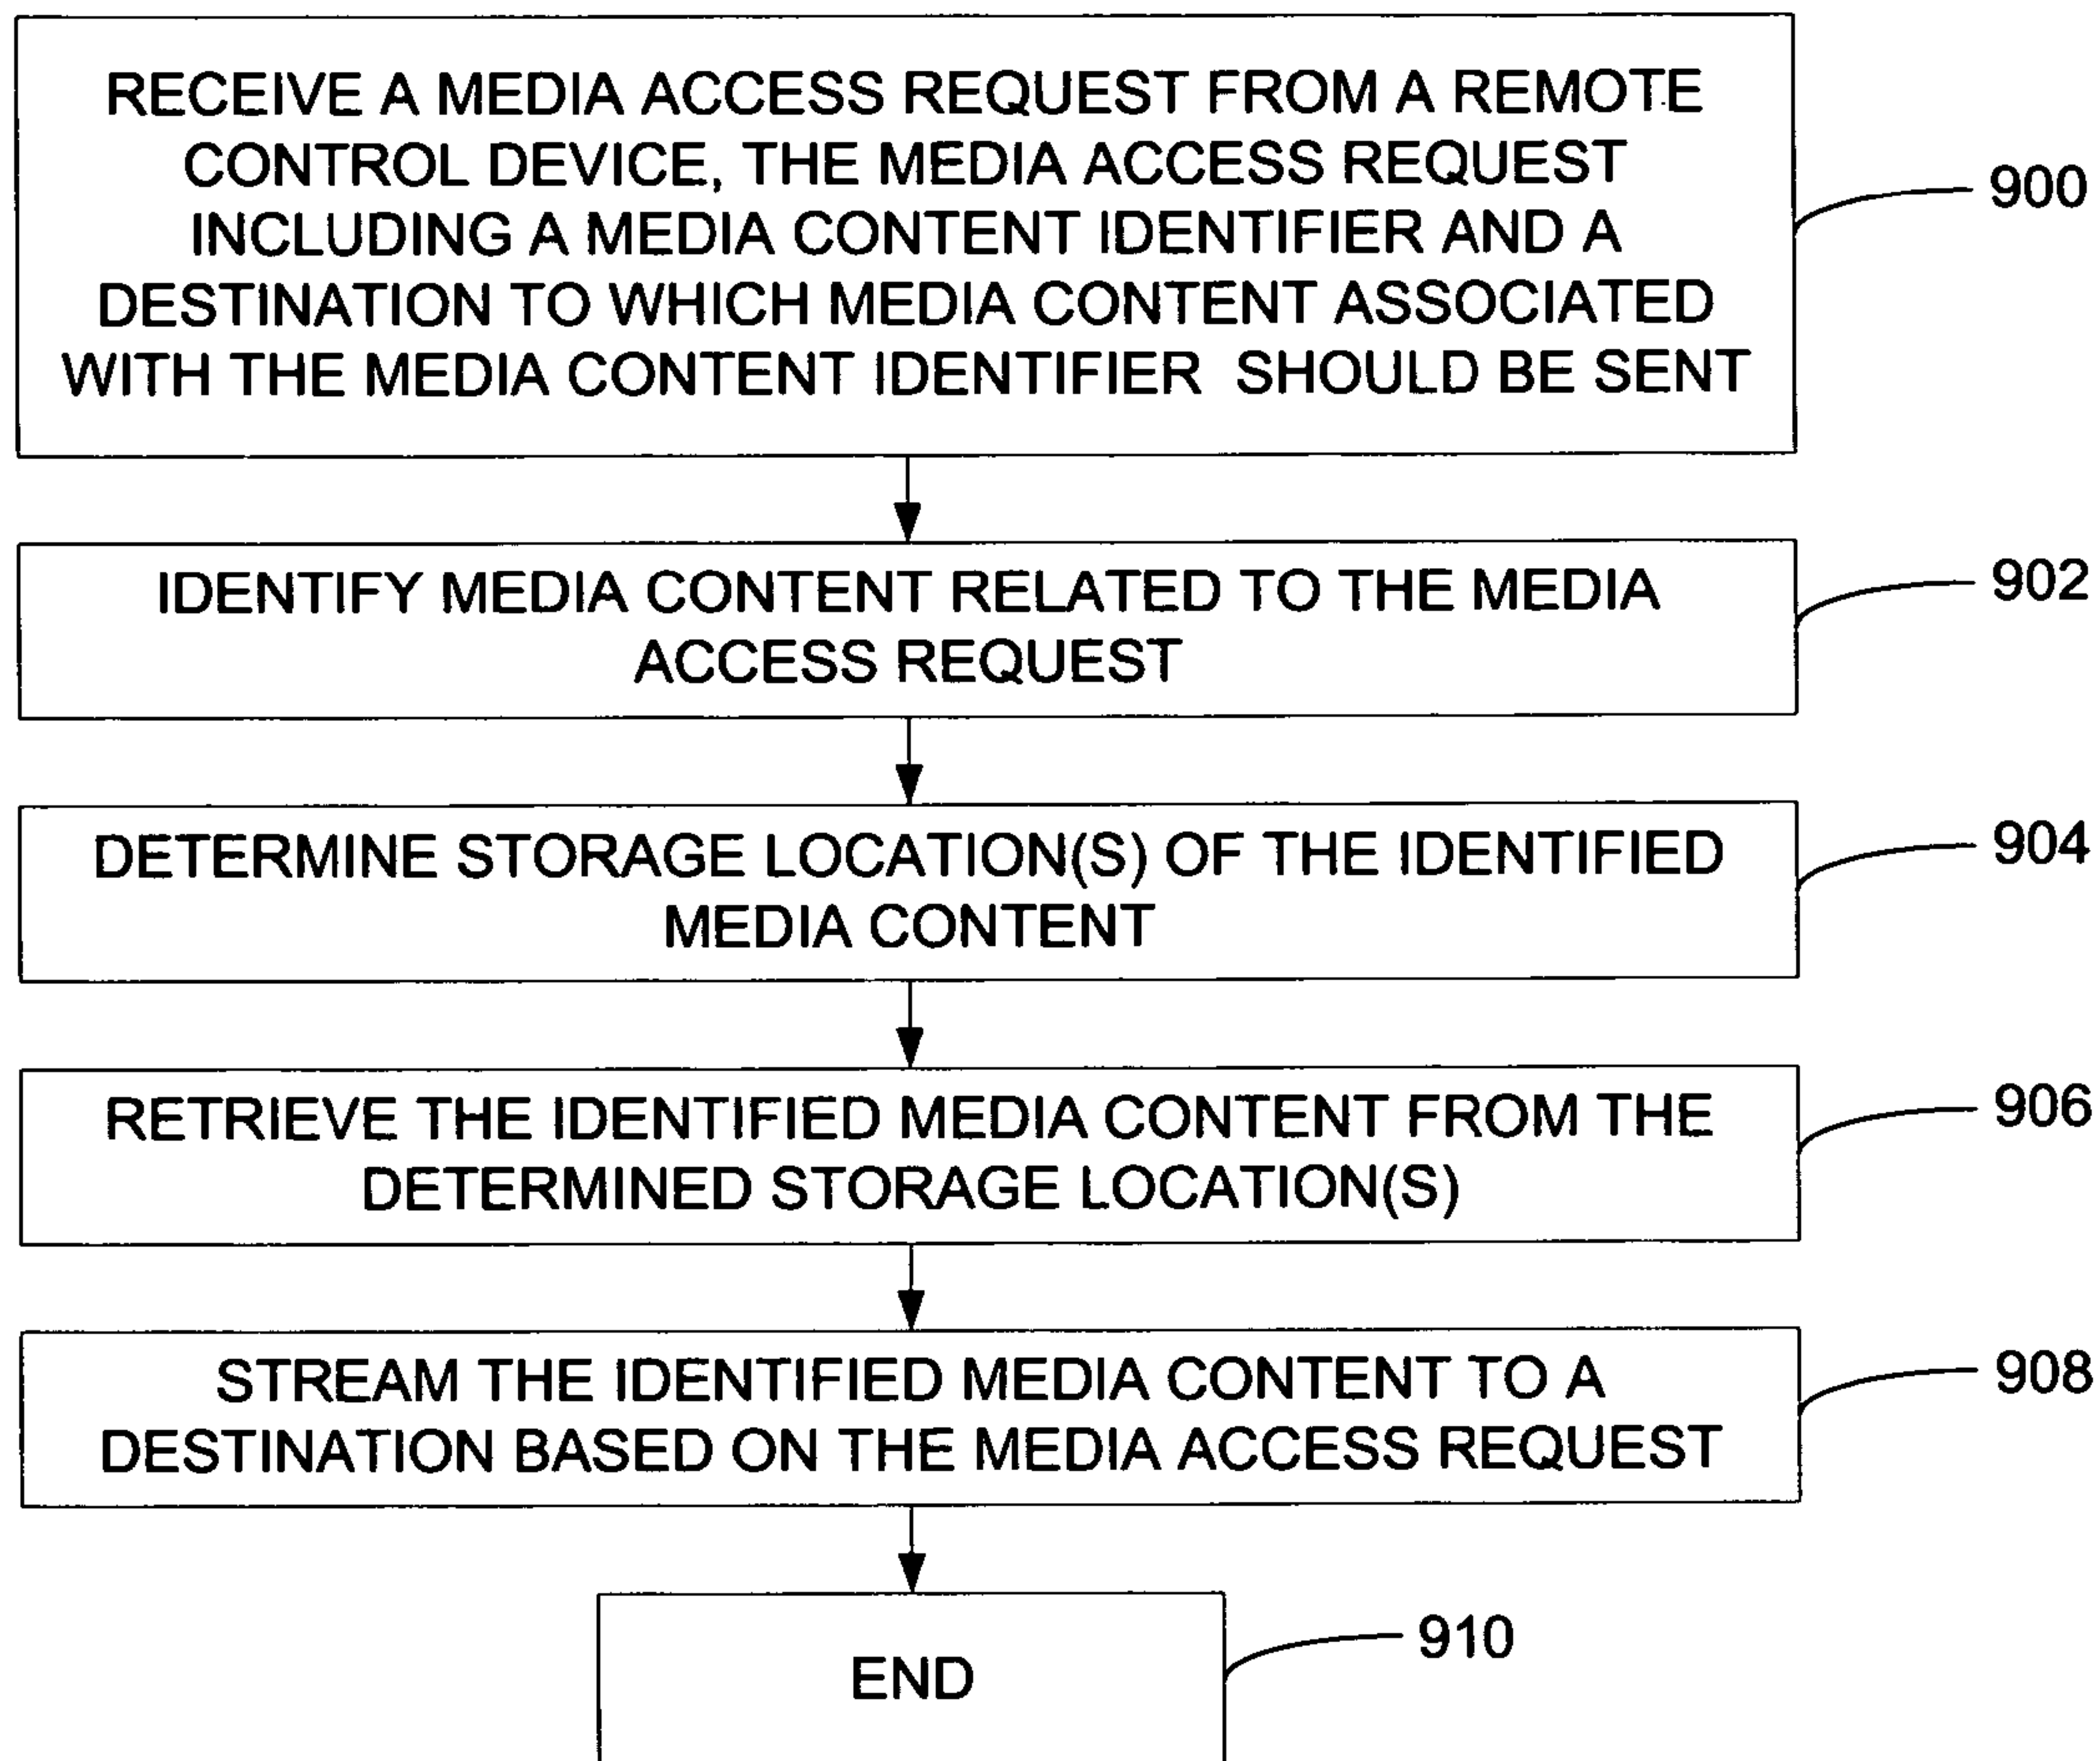 RECEIVE A MEDIA ACCESS REQUEST FROM A REMOTE
CONTROL DEVICE, THE MEDIA ACCESS REQUEST
INCLUDING A MEDIA CONTENT IDENTIFIER AND A
DESTINATION TO WHICH MEDIA CONTENT ASSOCIATED
WITH THE MEDIA CONTENT IDENTIFIER SHOULD BE SENT
900
IDENTIFY MEDIA CONTENT RELATED TO THE MEDIA
ACCESS REQUEST
902
DETERMINE STORAGE LOCATION(S) OF THE IDENTIFIED
MEDIA CONTENT
904
RETRIEVE THE IDENTIFIED MEDIA CONTENT FROM THE
DETERMINED STORAGE LOCATION(S)
906
STREAM THE IDENTIFIED MEDIA CONTENT TO A
DESTINATION BASED ON THE MEDIA ACCESS REQUEST
908
END
910